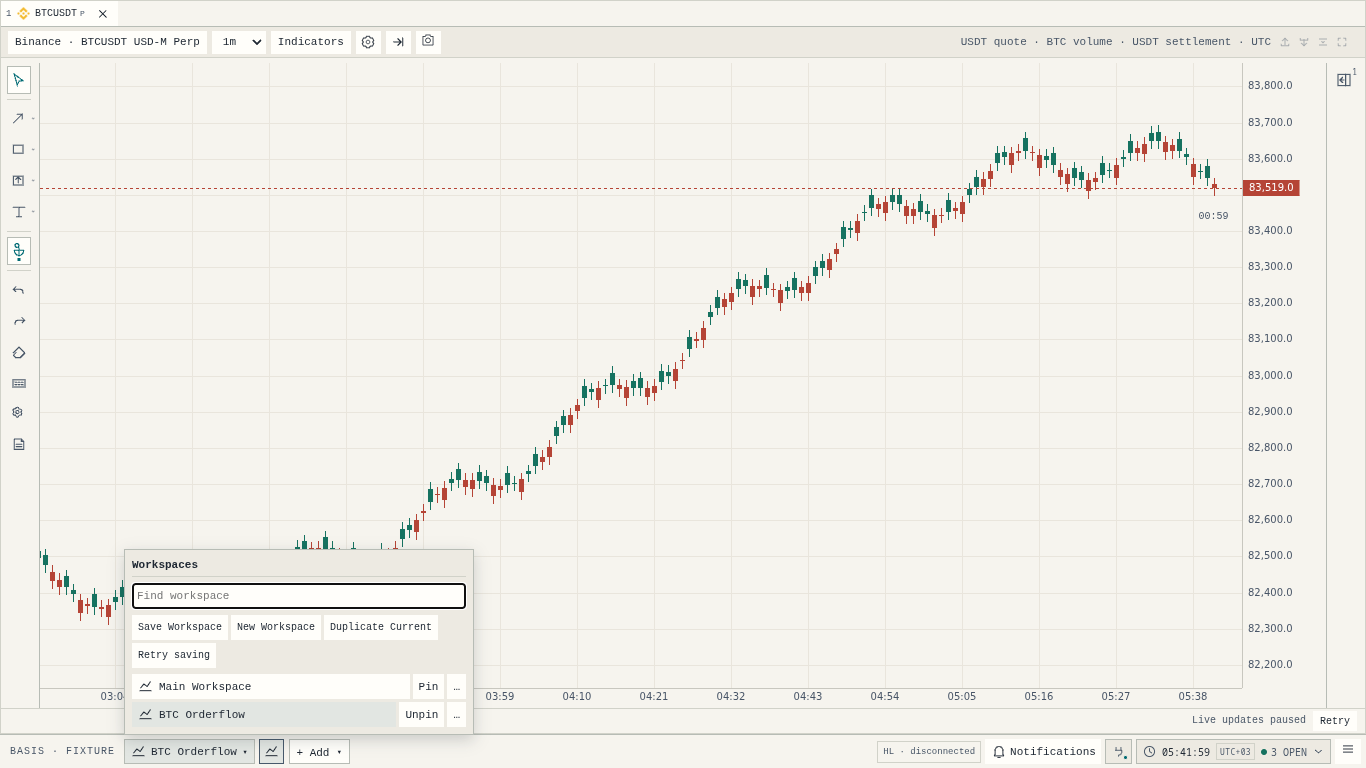 1 BTCUSDT P
Binance · BTCUSDT USD-M Perp 1m Indicators USDT quote · BTC volume · USDT settlement · UTC
1
83,800.0
83,700.0
83,600.0
83,519.0
00:59
83,400.0
83,300.0
83,200.0
83,100.0
83,000.0
82,900.0
82,800.0
82,700.0
82,600.0
82,500.0
82,400.0
82,300.0
82,200.0
Workspaces
Find workspace
Save Workspace New Workspace Duplicate Current
Retry saving
Main Workspace Pin …
BTC Orderflow Unpin …
03:59 04:10 04:21 04:32 04:43 04:54 05:05 05:16 05:27 05:38
Live updates paused Retry
BASIS · FIXTURE BTC Orderflow + Add HL · disconnected Notifications 05:41:59 UTC+03 3 OPEN